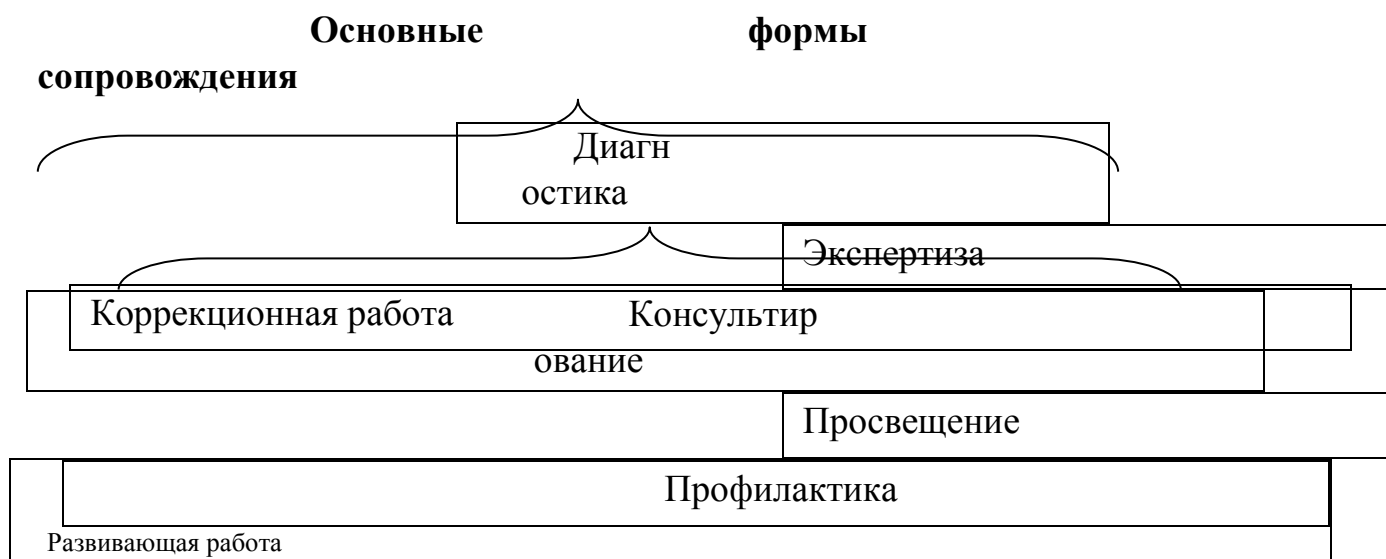 Основные формы
сопровождения
Диагн
остика
Экспертиза
Коррекционная работа Консультир
ование
Просвещение
Профилактика
Развивающая работа